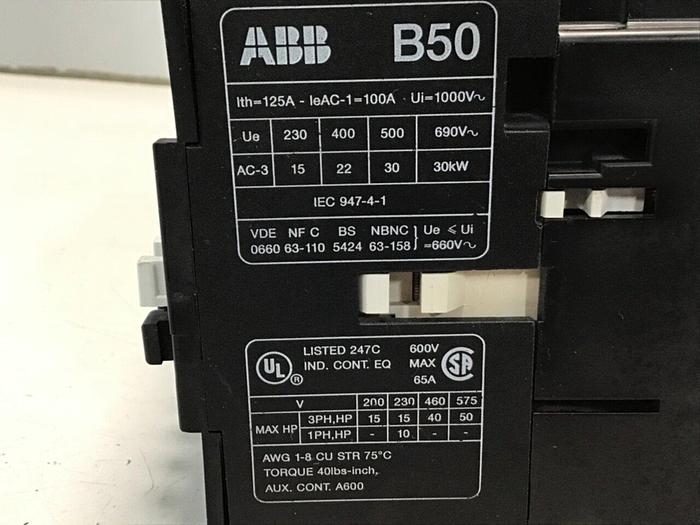 ABB B50
Ith=125A - IeAC-1=100A · Ui=1000V~
Ue 230 400 500 690V~
AC-3 15 22 30 30kW
IEC 947-4-1
VDE NF C BS NBNC } Ue ≤ Ui
0660 63-110 5424 63-158 } =660V~
UL ® LISTED 247C 600V SA
IND. CONT. EQ MAX
65A
V 200 230 460 575
MAX HP 3PH,HP 15 15 40 50
1PH,HP - 10 - -
AWG 1-8 CU STR 75°C
TORQUE 40lbs-inch,
AUX. CONT. A600